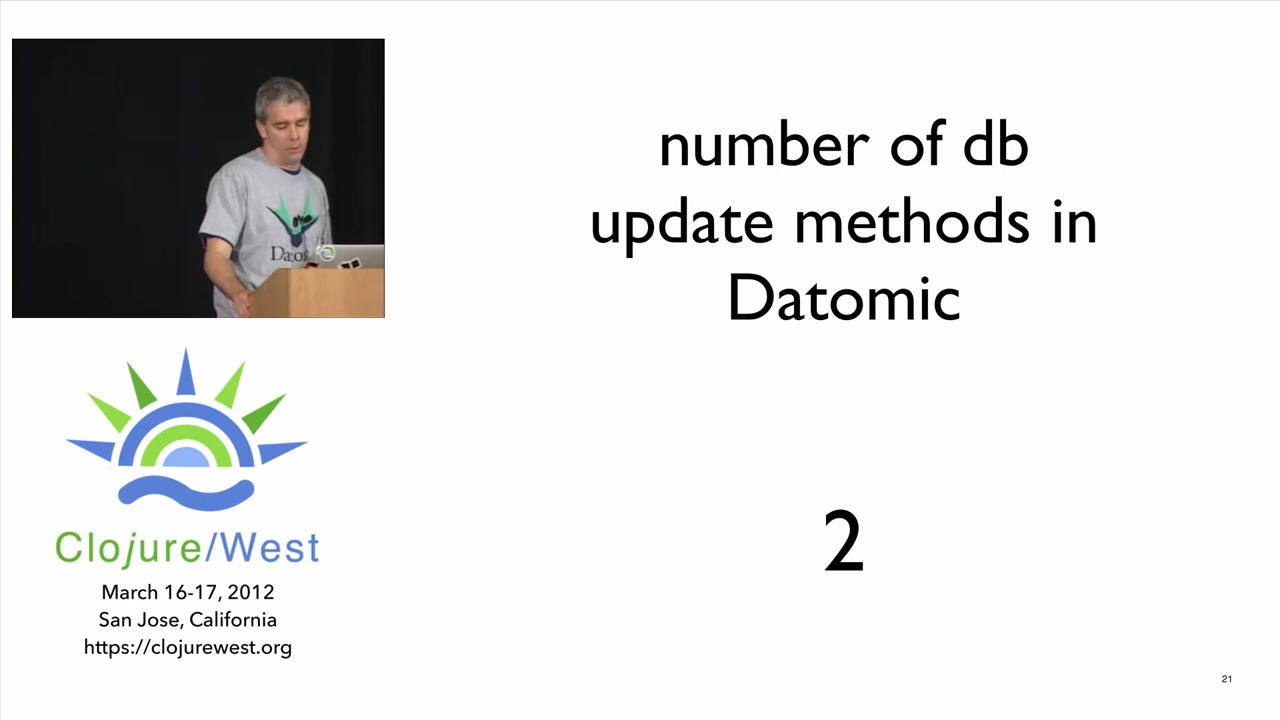 number of db
update methods in
Datomic
2
Clojure/West
March 16-17, 2012
San Jose, California
https://clojurewest.org
21